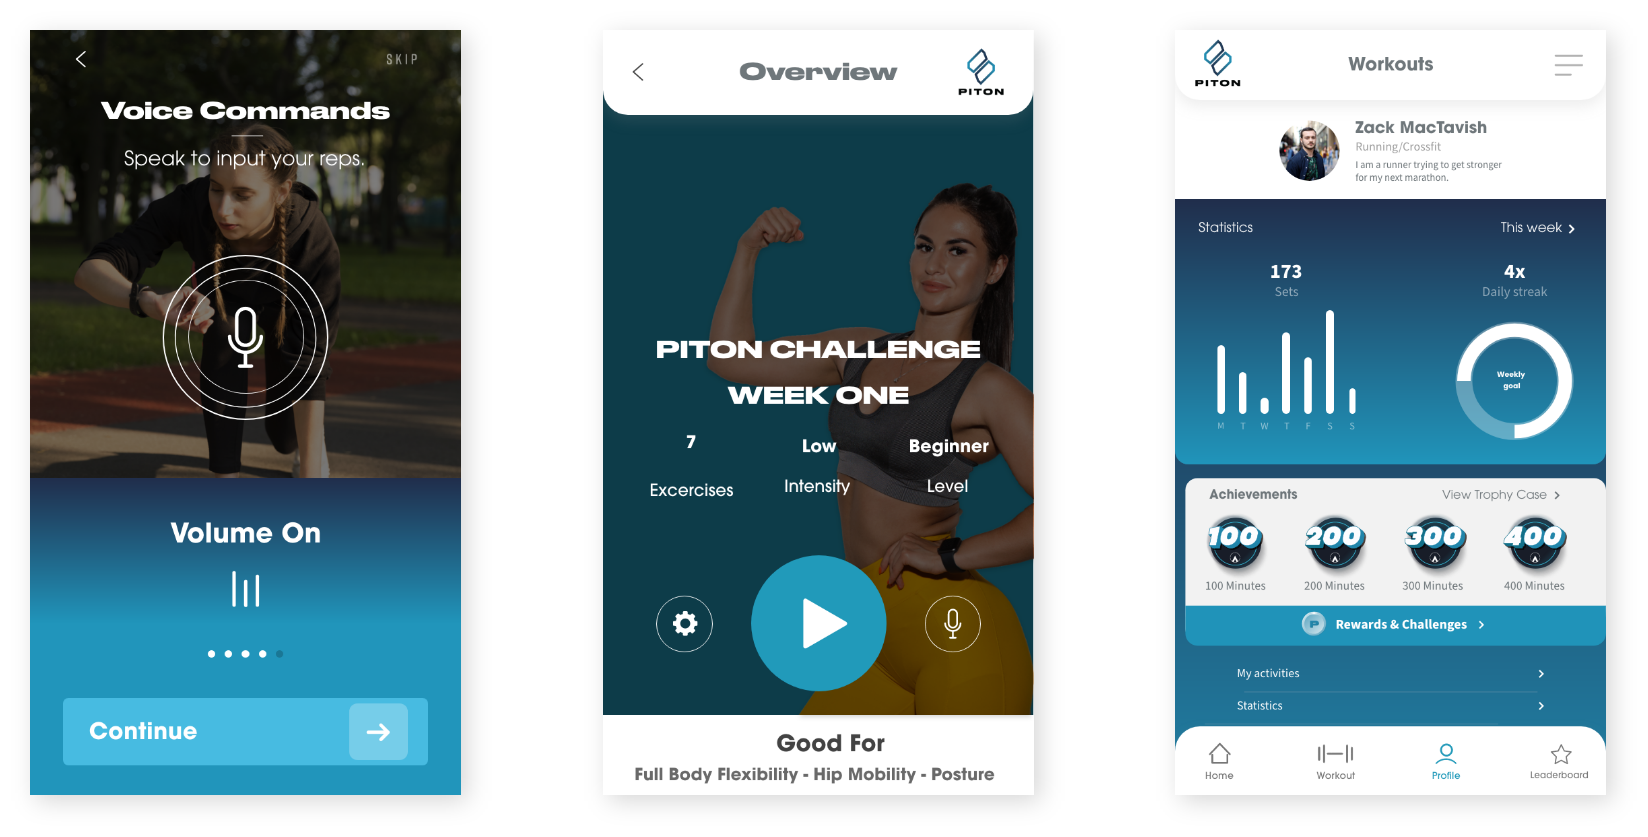 SKIP
Voice Commands
Speak to input your reps.
Volume On
Continue
Overview
PITON
PITON CHALLENGE
WEEK ONE
7
Low
Beginner
Excercises
Intensity
Level
Good For
Full Body Flexibility - Hip Mobility - Posture
PITON
Workouts
Zack MacTavish
Running/Crossfit
I am a runner trying to get stronger
for my next marathon.
Statistics
This week
173
4x
Sets
Daily streak
Weekly
goal
M T W T F S S
Achievements
View Trophy Case
100 200 300 400
100 Minutes
200 Minutes
300 Minutes
400 Minutes
P
Rewards & Challenges
My activities
Statistics
Home
Workout
Profile
Leaderboard